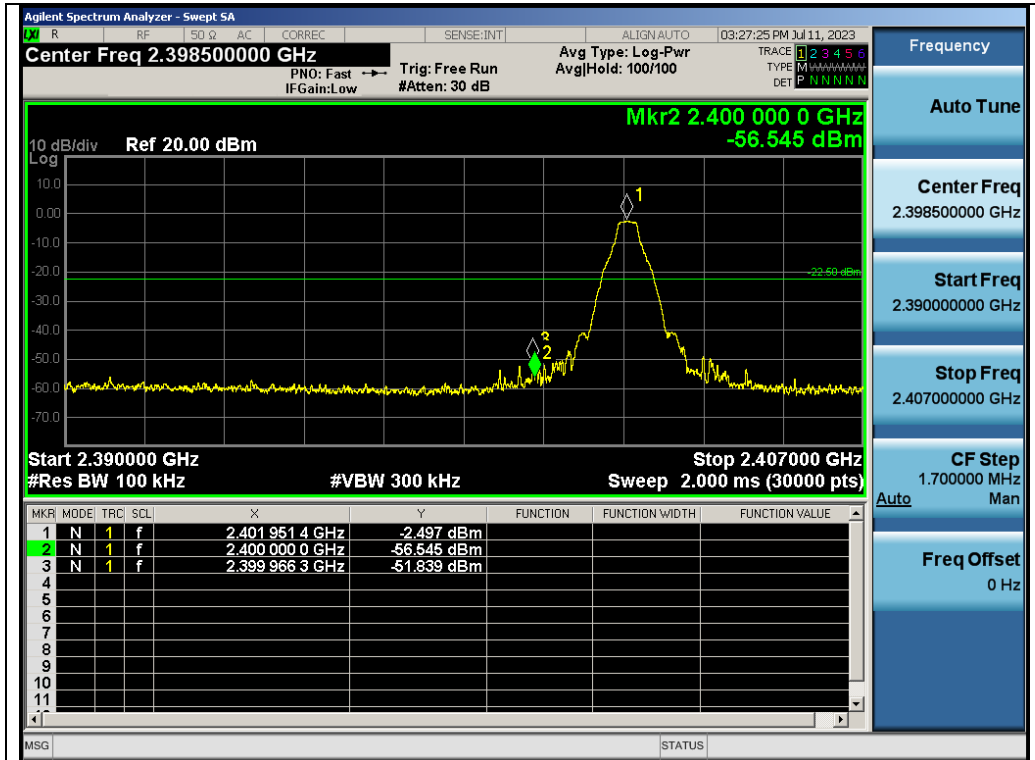 Agilent Spectrum Analyzer - Swept SA
LXI R RF 50 Ω AC CORREC SENSE:INT ALIGN AUTO 03:27:25 PM Jul 11, 2023
Center Freq 2.398500000 GHz
PNO: Fast
IFGain:Low
Trig: Free Run
#Atten: 30 dB
Avg Type: Log-Pwr
Avg|Hold: 100/100
TRACE 1 2 3 4 5 6
TYPE M WWWWW
DET P N N N N N
Frequency
Auto Tune
Center Freq
2.398500000 GHz
Start Freq
2.390000000 GHz
Stop Freq
2.407000000 GHz
CF Step
1.700000 MHz
Auto Man
Freq Offset
0 Hz
Mkr2 2.400 000 0 GHz
-56.545 dBm
10 dB/div Ref 20.00 dBm
Log
10.0
0.00
-10.0
-20.0
-30.0
-40.0
-50.0
-60.0
-70.0
1
-22.50 dBm
3
2
Start 2.390000 GHz Stop 2.407000 GHz
#Res BW 100 kHz #VBW 300 kHz Sweep 2.000 ms (30000 pts)
MKR MODE TRC SCL X Y FUNCTION FUNCTION WIDTH FUNCTION VALUE
1 N 1 f 2.401 951 4 GHz -2.497 dBm
2 N 1 f 2.400 000 0 GHz -56.545 dBm
3 N 1 f 2.399 966 3 GHz -51.839 dBm
4
5
6
7
8
9
10
11
MSG STATUS